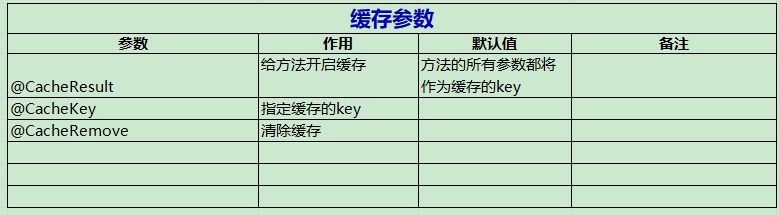 缓存参数
参数 作用 默认值 备注
@CacheResult 给方法开启缓存 方法的所有参数都将
作为缓存的key
@CacheKey 指定缓存的key
@CacheRemove 清除缓存